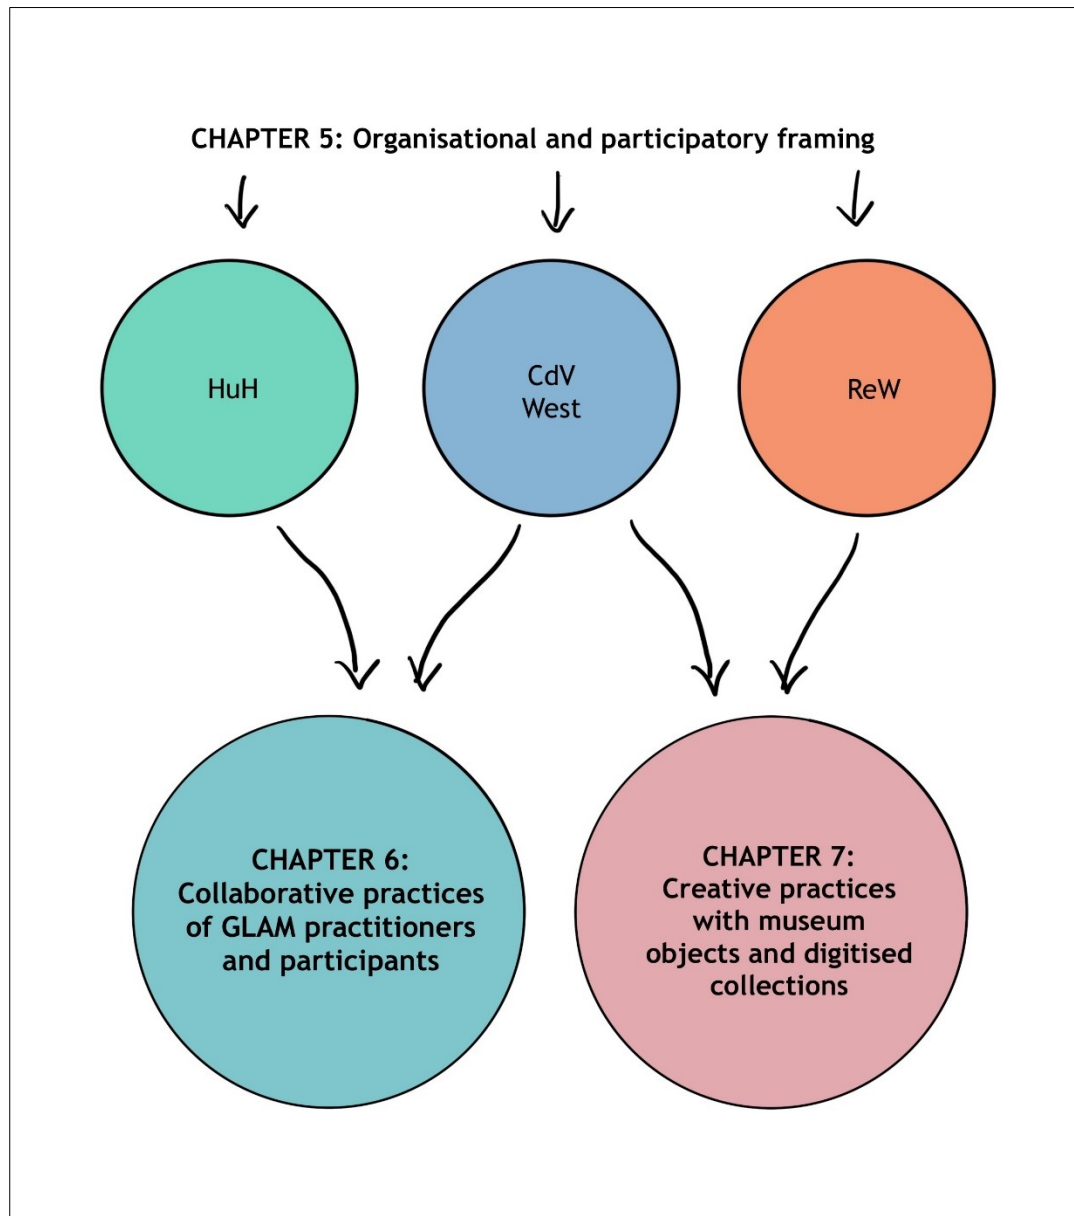 CHAPTER 5: Organisational and participatory framing
HuH
CdV
West
ReW
CHAPTER 6:
Collaborative practices
of GLAM practitioners
and participants
CHAPTER 7:
Creative practices
with museum
objects and digitised
collections